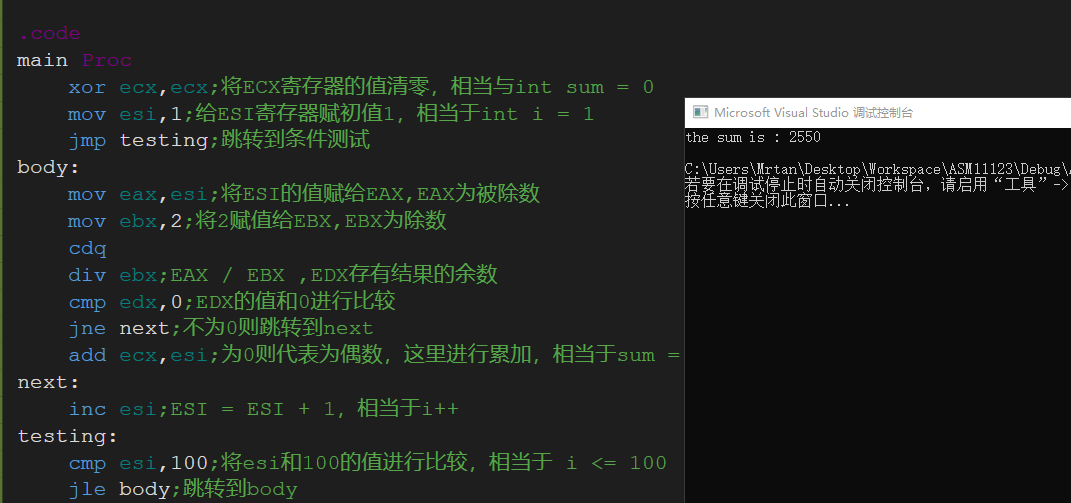 .code
main Proc
xor ecx,ecx;将ECX寄存器的值清零，相当与int sum = 0
mov esi,1;给ESI寄存器赋初值1，相当于int i = 1
jmp testing;跳转到条件测试
body:
mov eax,esi;将ESI的值赋给EAX,EAX为被除数
mov ebx,2;将2赋值给EBX,EBX为除数
cdq
div ebx;EAX / EBX ,EDX存有结果的余数
cmp edx,0;EDX的值和0进行比较
jne next;不为0则跳转到next
add ecx,esi;为0则代表为偶数，这里进行累加，相当于sum =
next:
inc esi;ESI = ESI + 1，相当于i++
testing:
cmp esi,100;将esi和100的值进行比较，相当于 i <= 100
jle body;跳转到body
Microsoft Visual Studio 调试控制台
the sum is : 2550
C:\Users\Mrtan\Desktop\Workspace\ASM11123\Debug\
若要在调试停止时自动关闭控制台，请启用“工具”->
按任意键关闭此窗口...